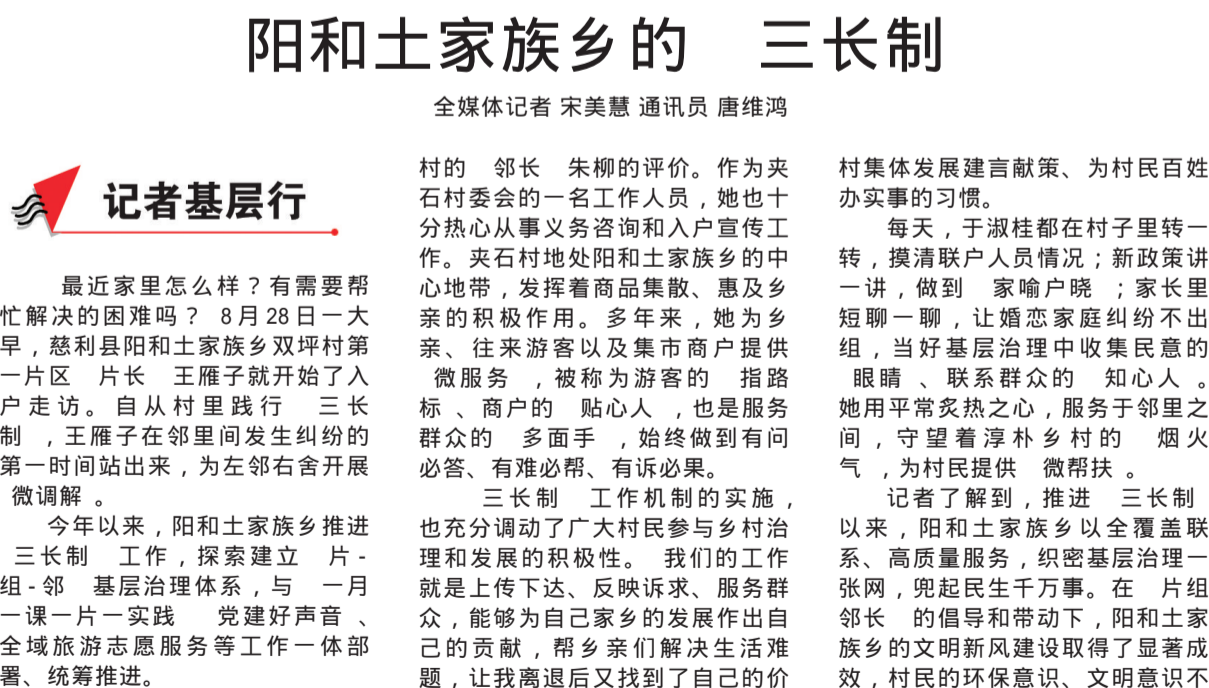 阳和土家族乡的 三长制
全媒体记者 宋美慧 通讯员 唐维鸿
记者基层行
最近家里怎么样？有需要帮
忙解决的困难吗？ 8月28日一大
早，慈利县阳和土家族乡双坪村第
一片区 片长 王雁子就开始了入
户走访。自从村里践行 三长
制 ，王雁子在邻里间发生纠纷的
第一时间站出来，为左邻右舍开展
微调解 。
今年以来，阳和土家族乡推进
三长制 工作，探索建立 片-
组-邻 基层治理体系，与 一月
一课一片一实践 党建好声音 、
全域旅游志愿服务等工作一体部
署、统筹推进。
村的 邻长 朱柳的评价。作为夹
石村委会的一名工作人员，她也十
分热心从事义务咨询和入户宣传工
作。夹石村地处阳和土家族乡的中
心地带，发挥着商品集散、惠及乡
亲的积极作用。多年来，她为乡
亲、往来游客以及集市商户提供
微服务 ，被称为游客的 指路
标 、商户的 贴心人 ，也是服务
群众的 多面手 ，始终做到有问
必答、有难必帮、有诉必果。
三长制 工作机制的实施，
也充分调动了广大村民参与乡村治
理和发展的积极性。 我们的工作
就是上传下达、反映诉求、服务群
众，能够为自己家乡的发展作出自
己的贡献，帮乡亲们解决生活难
题，让我离退后又找到了自己的价
村集体发展建言献策、为村民百姓
办实事的习惯。
每天，于淑桂都在村子里转一
转，摸清联户人员情况；新政策讲
一讲，做到 家喻户晓 ；家长里
短聊一聊，让婚恋家庭纠纷不出
组，当好基层治理中收集民意的
眼睛 、联系群众的 知心人 。
她用平常炙热之心，服务于邻里之
间，守望着淳朴乡村的 烟火
气 ，为村民提供 微帮扶 。
记者了解到，推进 三长制
以来，阳和土家族乡以全覆盖联
系、高质量服务，织密基层治理一
张网，兜起民生千万事。在 片组
邻长 的倡导和带动下，阳和土家
族乡的文明新风建设取得了显著成
效，村民的环保意识、文明意识不